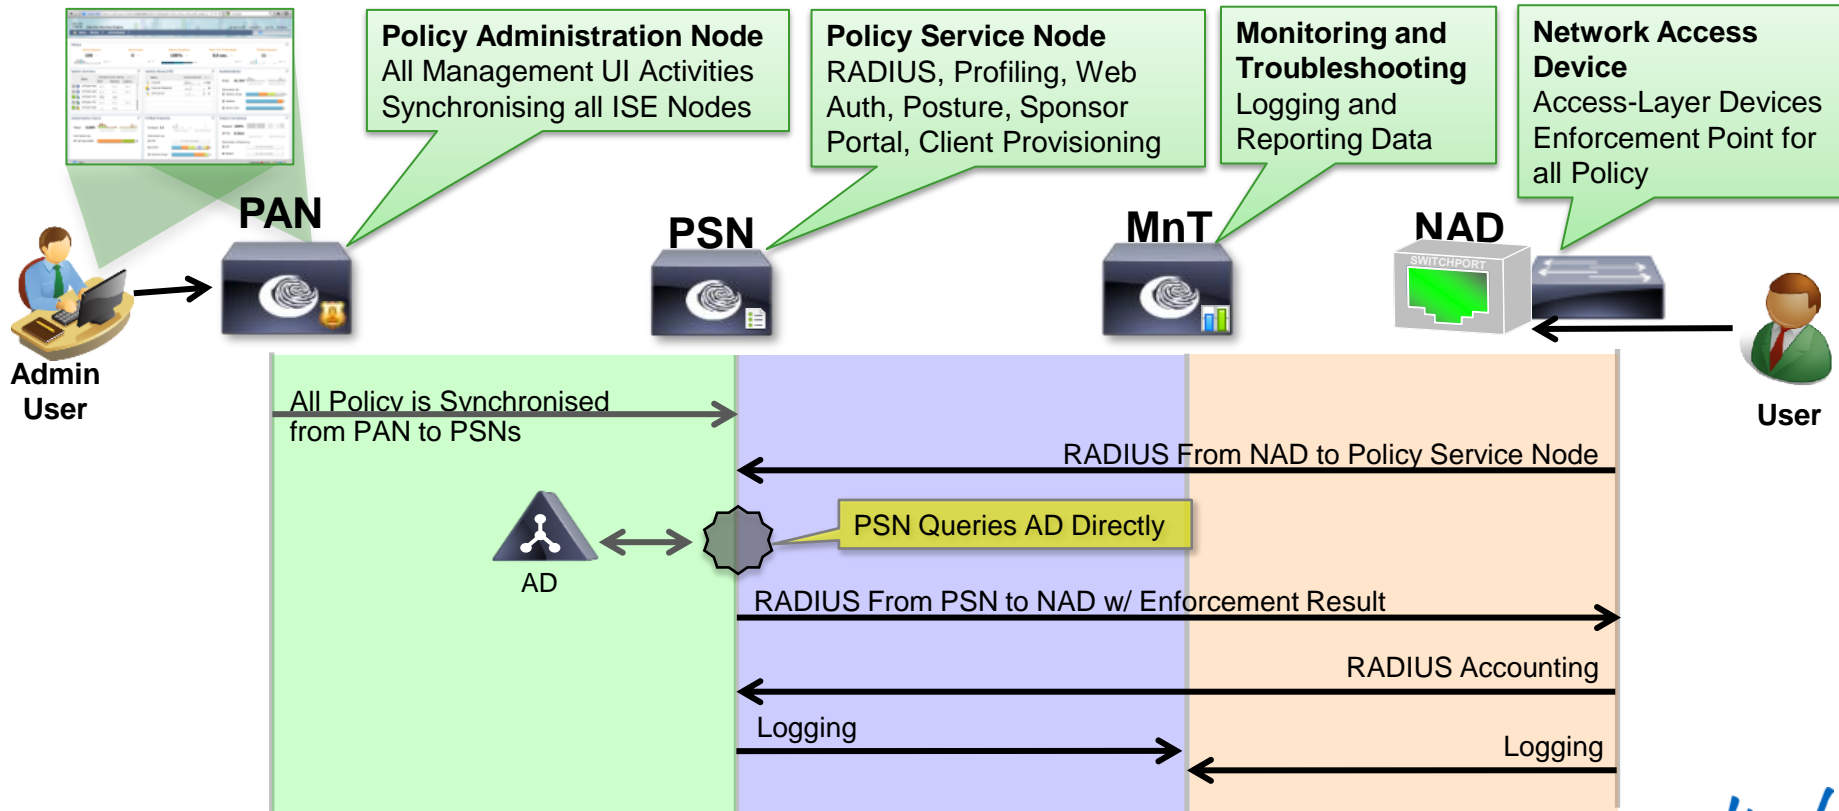 Policy Administration Node
All Management UI Activities
Synchronising all ISE Nodes
Policy Service Node
RADIUS, Profiling, Web
Auth, Posture, Sponsor
Portal, Client Provisioning
Monitoring and
Troubleshooting
Logging and
Reporting Data
Network Access
Device
Access-Layer Devices
Enforcement Point for
all Policy
PAN
PSN
MnT
NAD
SWITCHPORT
Admin
User
User
All Policy is Synchronised
from PAN to PSNs
RADIUS From NAD to Policy Service Node
PSN Queries AD Directly
AD
RADIUS From PSN to NAD w/ Enforcement Result
RADIUS Accounting
Logging
Logging